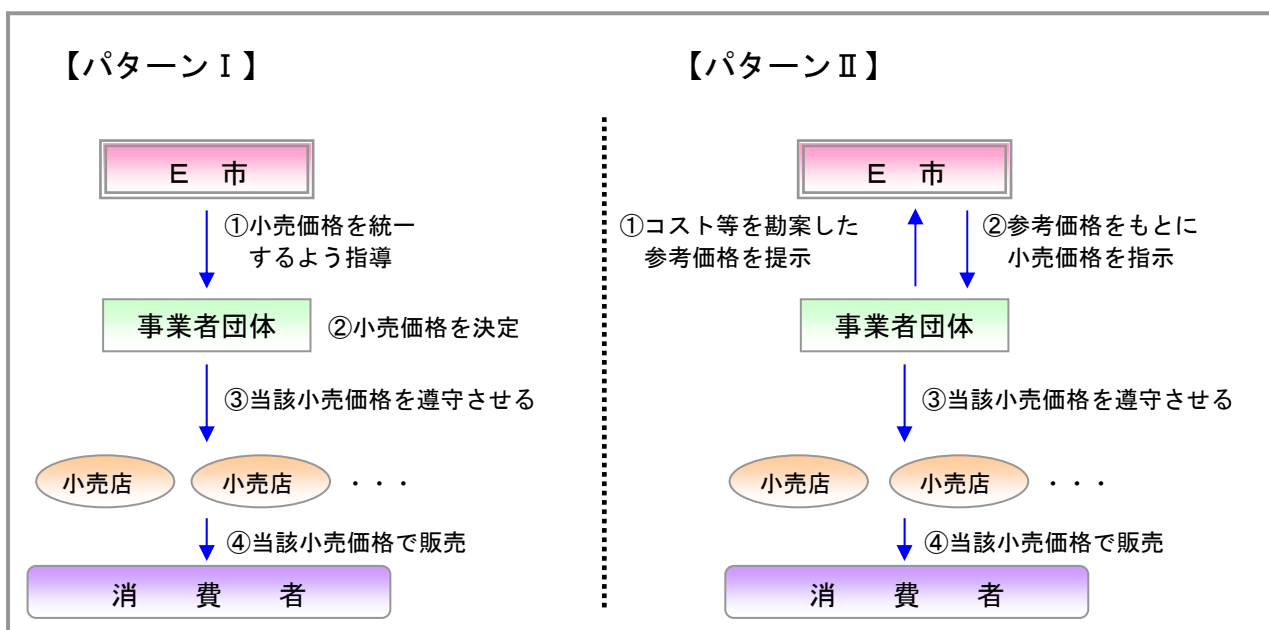 【パターンⅠ】
E 市
①小売価格を統一
するよう指導
事業者団体
②小売価格を決定
③当該小売価格を遵守させる
小売店
小売店
・・・
④当該小売価格で販売
消 費 者
【パターンⅡ】
E 市
①コスト等を勘案した
参考価格を提示
②参考価格をもとに
小売価格を指示
事業者団体
③当該小売価格を遵守させる
小売店
小売店
・・・
④当該小売価格で販売
消 費 者